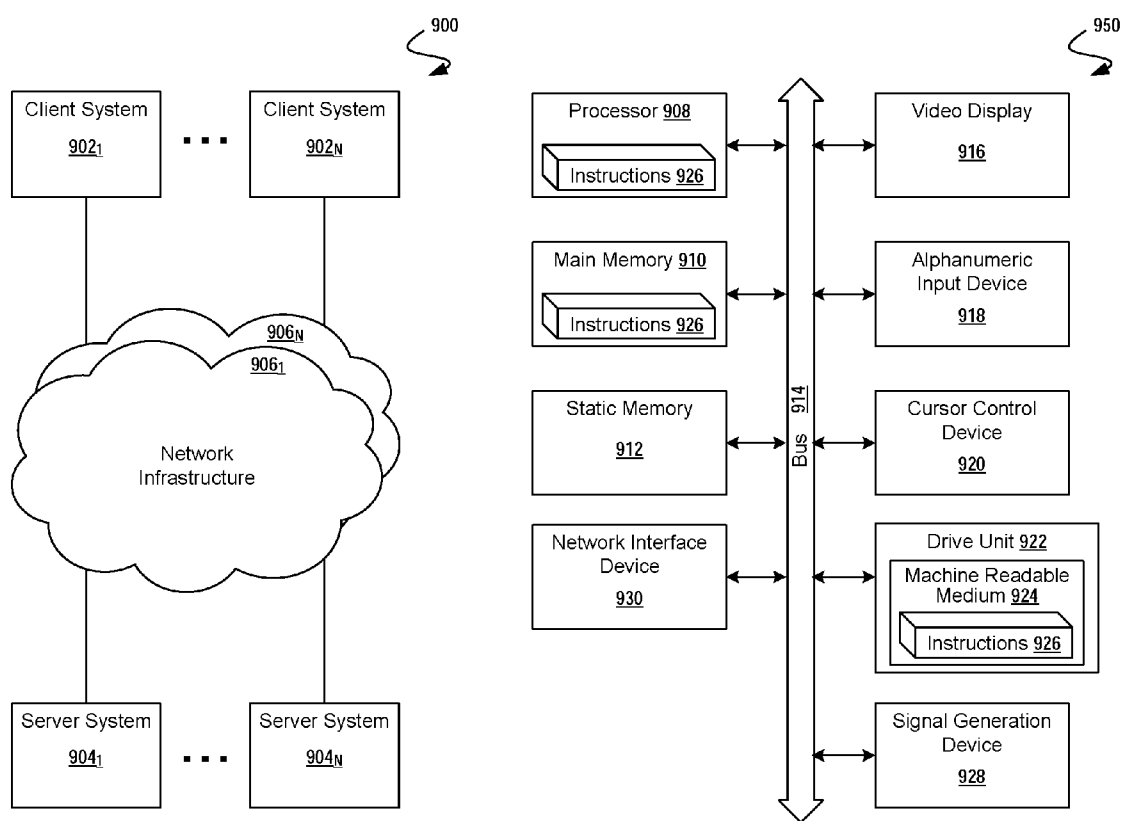 900
Client System
902₁
Client System
902N
906N
906₁
Network
Infrastructure
Server System
904₁
Server System
904N
950
Processor 908
Instructions 926
Main Memory 910
Instructions 926
Static Memory
912
Network Interface
Device
930
Bus 914
Video Display
916
Alphanumeric
Input Device
918
Cursor Control
Device
920
Drive Unit 922
Machine Readable
Medium 924
Instructions 926
Signal Generation
Device
928